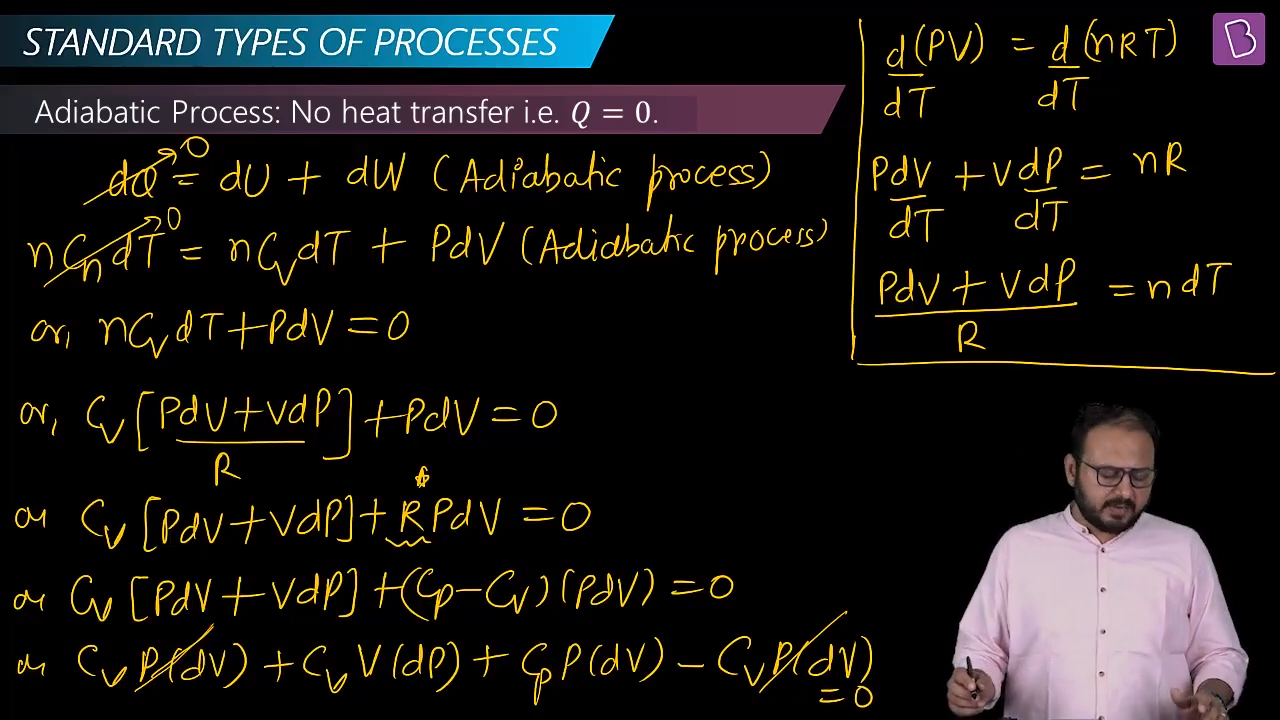 STANDARD TYPES OF PROCESSES
B
Adiabatic Process: No heat transfer i.e. Q = 0.
dQ→0 = dU + dW (Adiabatic process)
nCₙdT→0 = nCᵥdT + PdV (Adiabatic process)
or, nCᵥdT + PdV = 0
or, Cᵥ[(PdV + VdP)/R] + PdV = 0
or Cᵥ[PdV + VdP] + RPdV = 0
or Cᵥ[PdV + VdP] + (Cp − Cᵥ)(PdV) = 0
or CᵥP(dV) + CᵥV(dP) + CpP(dV) − CᵥP(dV) = 0
d/dT (PV) = d/dT (nRT)
PdV/dT + VdP/dT = nR
(PdV + VdP)/R = ndT